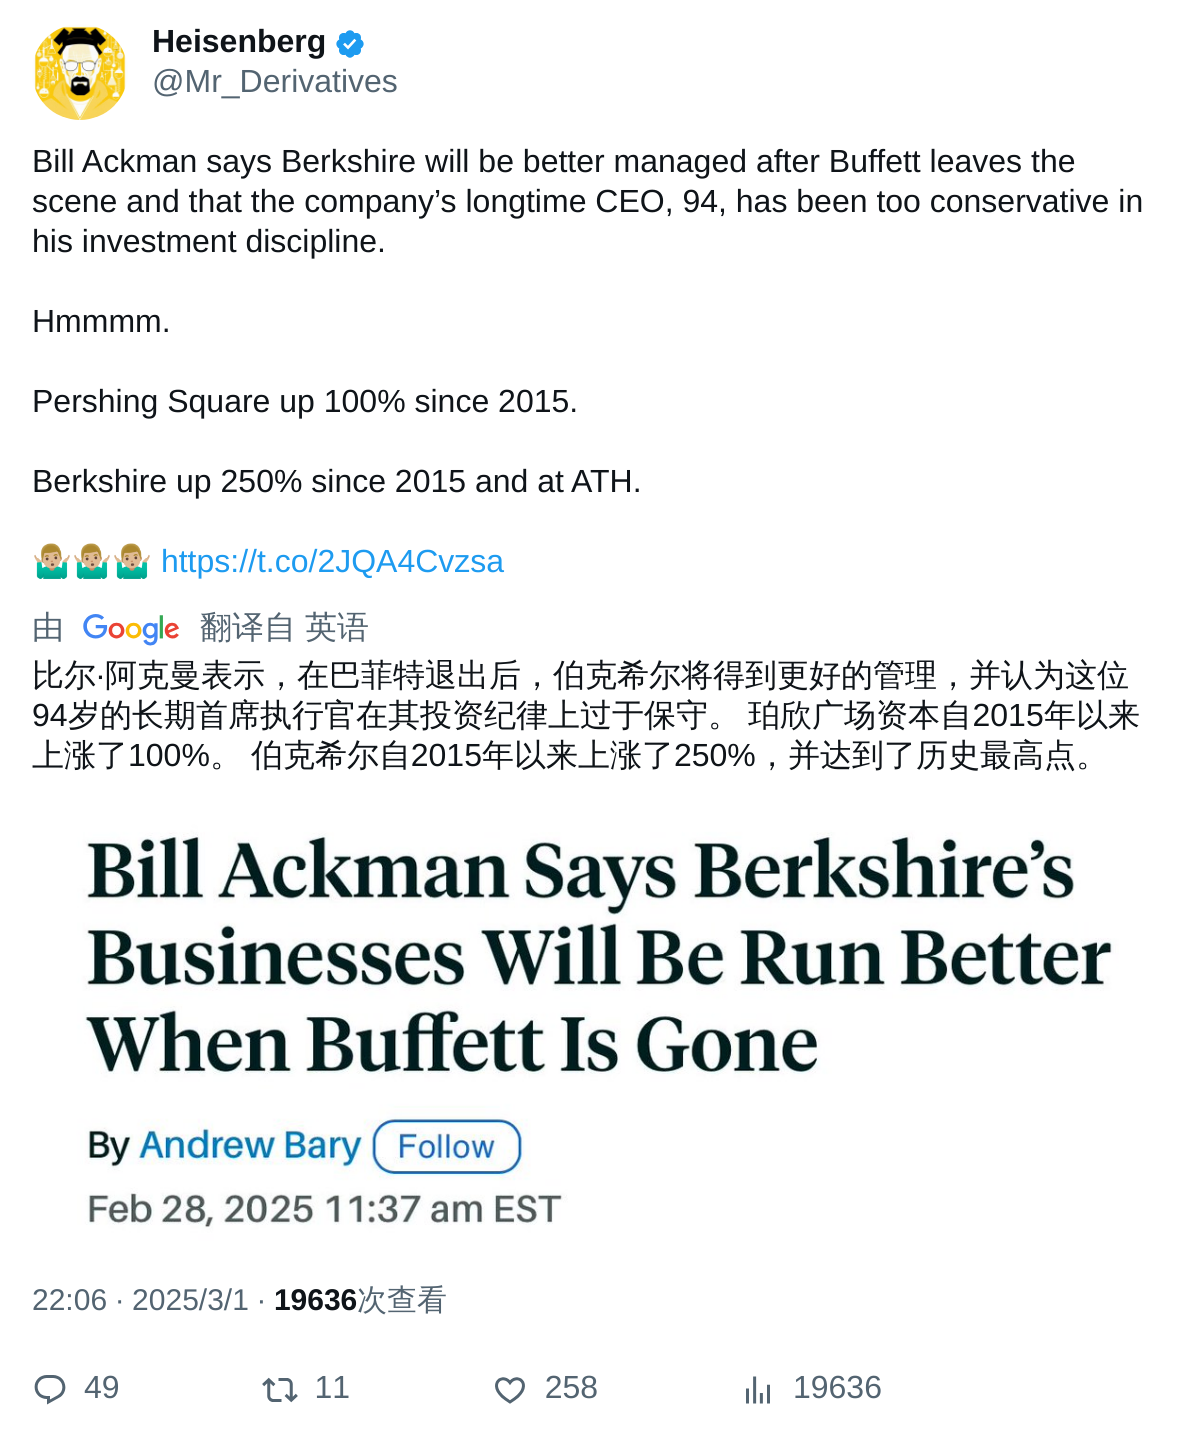 Heisenberg
@Mr_Derivatives
Bill Ackman says Berkshire will be better managed after Buffett leaves the
scene and that the company’s longtime CEO, 94, has been too conservative in
his investment discipline.
Hmmmm.
Pershing Square up 100% since 2015.
Berkshire up 250% since 2015 and at ATH.
🤷🏼‍♂️🤷🏼‍♂️🤷🏼‍♂️ https://t.co/2JQA4Cvzsa
由 Google 翻译自 英语
比尔·阿克曼表示，在巴菲特退出后，伯克希尔将得到更好的管理，并认为这位
94岁的长期首席执行官在其投资纪律上过于保守。 珀欣广场资本自2015年以来
上涨了100%。 伯克希尔自2015年以来上涨了250%，并达到了历史最高点。
Bill Ackman Says Berkshire’s
Businesses Will Be Run Better
When Buffett Is Gone
By Andrew Bary Follow
Feb 28, 2025 11:37 am EST
22:06 · 2025/3/1 · 19636次查看
49 11 258 19636